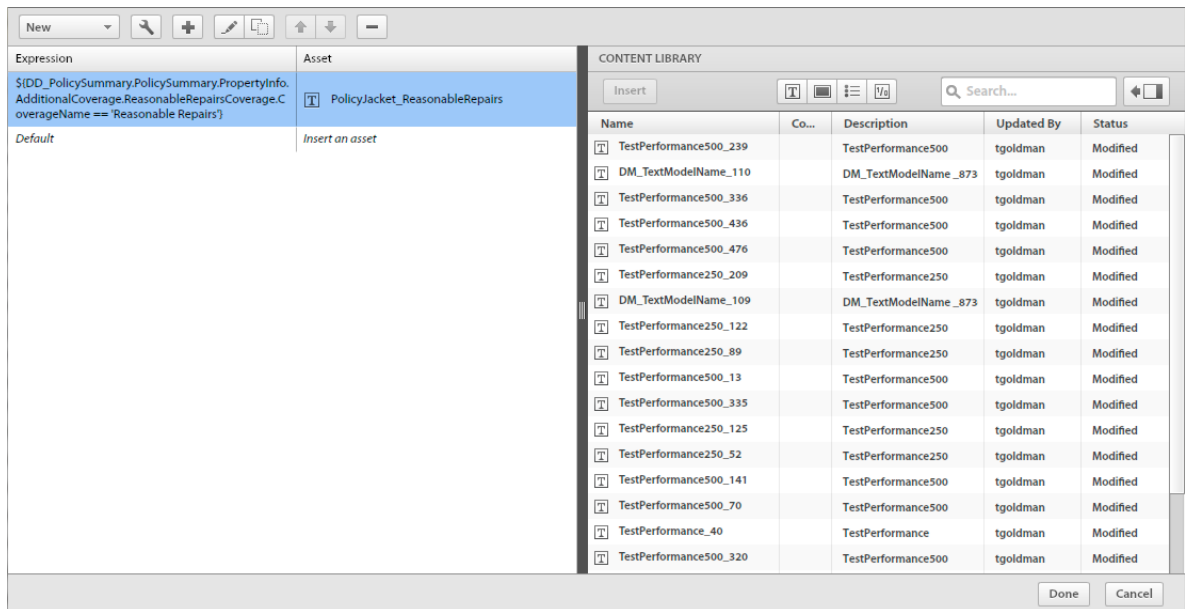 New
Expression Asset
${DD_PolicySummary.PolicySummary.PropertyInfo.
AdditionalCoverage.ReasonableRepairsCoverage.C
overageName == 'Reasonable Repairs'}
T PolicyJacket_ReasonableRepairs
Default Insert an asset
CONTENT LIBRARY
Insert T Search...
Name Co... Description Updated By Status
T TestPerformance500_239 TestPerformance500 tgoldman Modified
T DM_TextModelName_110 DM_TextModelName _873 tgoldman Modified
T TestPerformance500_336 TestPerformance500 tgoldman Modified
T TestPerformance500_436 TestPerformance500 tgoldman Modified
T TestPerformance500_476 TestPerformance500 tgoldman Modified
T TestPerformance250_209 TestPerformance250 tgoldman Modified
T DM_TextModelName_109 DM_TextModelName _873 tgoldman Modified
T TestPerformance250_122 TestPerformance250 tgoldman Modified
T TestPerformance250_89 TestPerformance250 tgoldman Modified
T TestPerformance500_13 TestPerformance500 tgoldman Modified
T TestPerformance500_335 TestPerformance500 tgoldman Modified
T TestPerformance250_125 TestPerformance250 tgoldman Modified
T TestPerformance250_52 TestPerformance250 tgoldman Modified
T TestPerformance500_141 TestPerformance500 tgoldman Modified
T TestPerformance500_70 TestPerformance500 tgoldman Modified
T TestPerformance_40 TestPerformance tgoldman Modified
T TestPerformance500_320 TestPerformance500 tgoldman Modified
Done Cancel